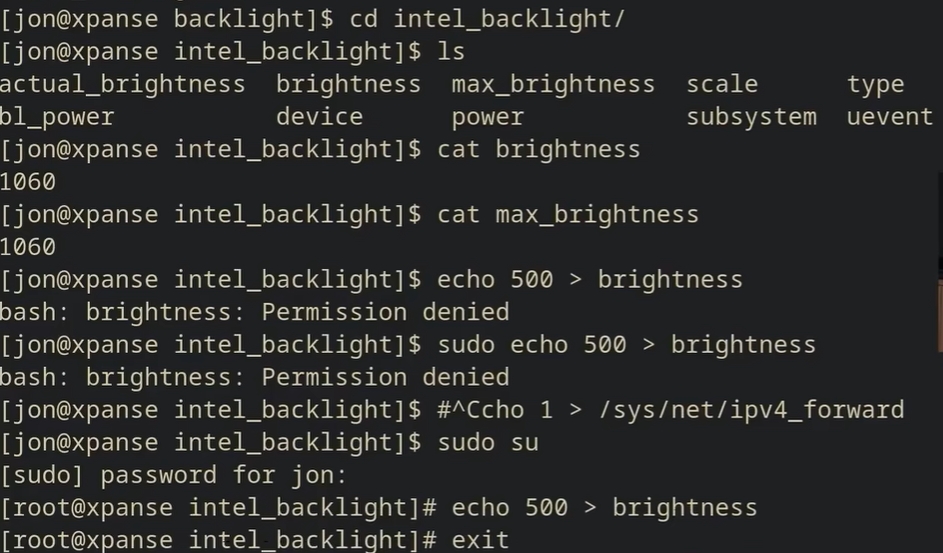 [jon@xpanse backlight]$ cd intel_backlight/
[jon@xpanse intel_backlight]$ ls
actual_brightness  brightness  max_brightness  scale      type
bl_power           device      power           subsystem  uevent
[jon@xpanse intel_backlight]$ cat brightness
1060
[jon@xpanse intel_backlight]$ cat max_brightness
1060
[jon@xpanse intel_backlight]$ echo 500 > brightness
bash: brightness: Permission denied
[jon@xpanse intel_backlight]$ sudo echo 500 > brightness
bash: brightness: Permission denied
[jon@xpanse intel_backlight]$ #^Ccho 1 > /sys/net/ipv4_forward
[jon@xpanse intel_backlight]$ sudo su
[sudo] password for jon:
[root@xpanse intel_backlight]# echo 500 > brightness
[root@xpanse intel_backlight]# exit